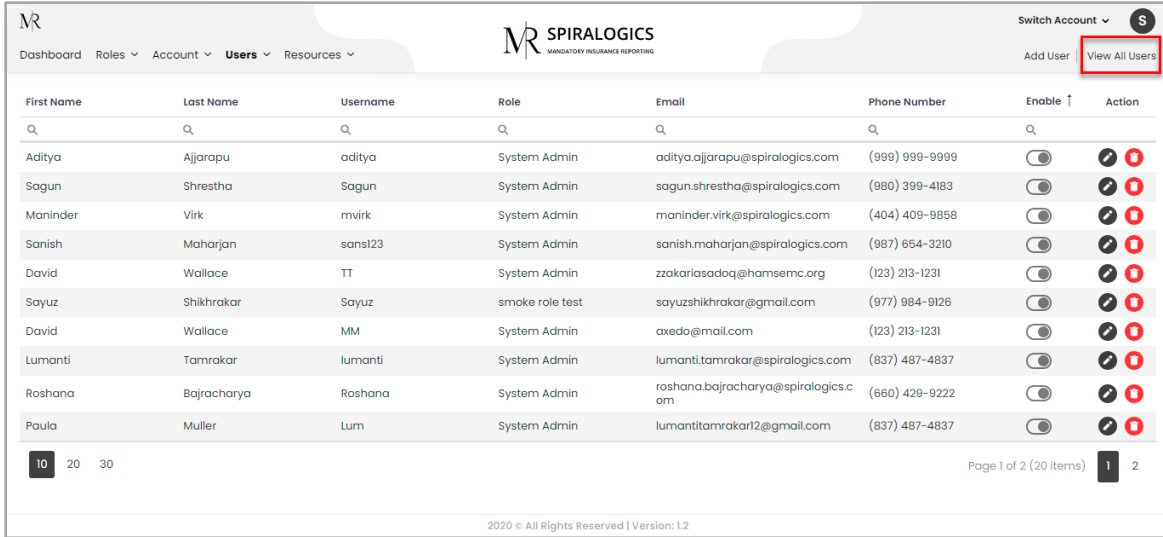 MR
Switch Account
S
MR SPIRALOGICS
MANDATORY INSURANCE REPORTING
Dashboard Roles Account Users Resources
Add User | View All Users
First Name Last Name Username Role Email Phone Number Enable ↑ Action
Aditya Ajjarapu aditya System Admin aditya.ajjarapu@spiralogics.com (999) 999-9999
Sagun Shrestha Sagun System Admin sagun.shrestha@spiralogics.com (980) 399-4183
Maninder Virk mvirk System Admin maninder.virk@spiralogics.com (404) 409-9858
Sanish Maharjan sans123 System Admin sanish.maharjan@spiralogics.com (987) 654-3210
David Wallace TT System Admin zzakariasadoq@hamsemc.org (123) 213-1231
Sayuz Shikhrakar Sayuz smoke role test sayuzshikhrakar@gmail.com (977) 984-9126
David Wallace MM System Admin axedo@mail.com (123) 213-1231
Lumanti Tamrakar lumanti System Admin lumanti.tamrakar@spiralogics.com (837) 487-4837
Roshana Bajracharya Roshana System Admin roshana.bajracharya@spiralogics.c (660) 429-9222
om
Paula Muller Lum System Admin lumantitamrakar12@gmail.com (837) 487-4837
10 20 30
Page 1 of 2 (20 items) 1 2
2020 © All Rights Reserved | Version: 1.2